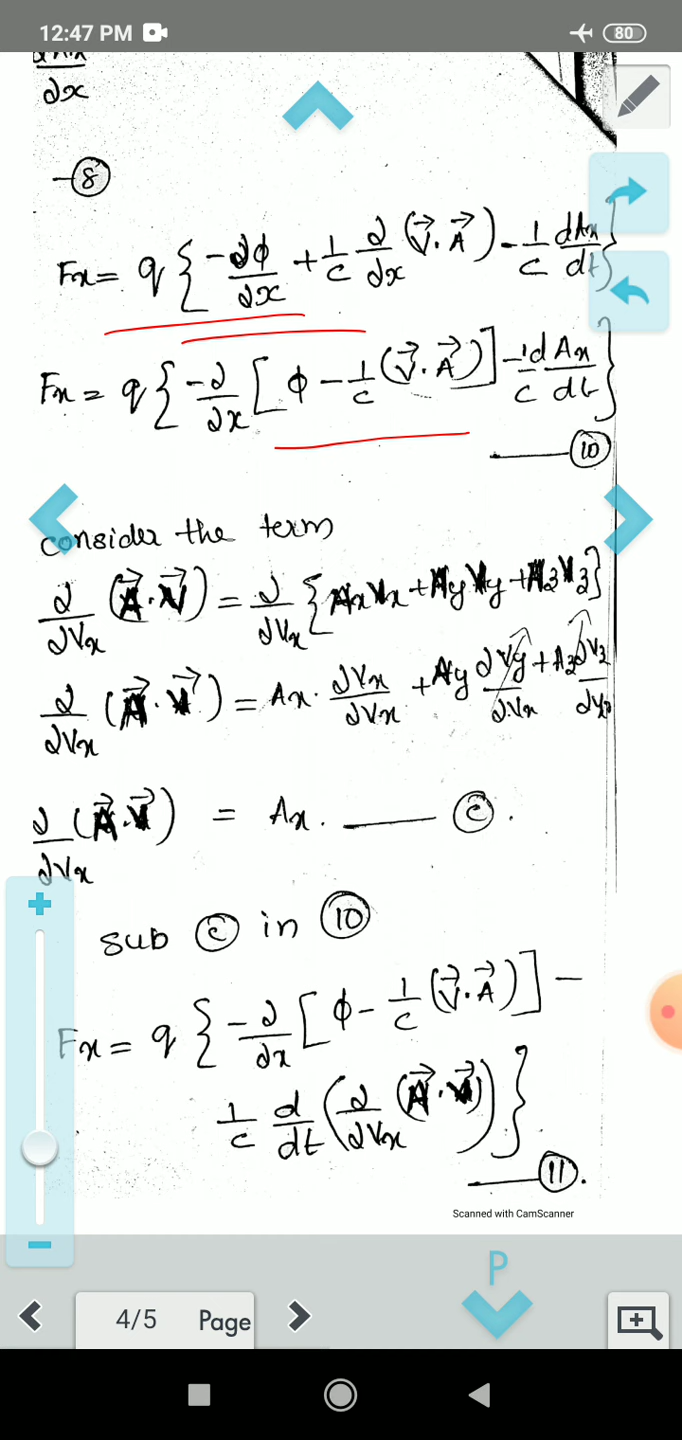 12:47 PM 80
∂x
—⑧
Fx = q { -∂ϕ/∂x + 1/c ∂/∂x (V⃗.A⃗) - 1/c dAx/dt }
Fx = q { -∂/∂x [ ϕ - 1/c (V⃗.A⃗) ] - 1/c dAx/dt }
——⑩
consider the term
∂/∂Vx (A⃗.V⃗) = ∂/∂Vx { AxVx + AyVy + AzVz }
∂/∂Vx (A⃗.V⃗) = Ax. ∂Vx/∂Vx + Ay ∂Vy/∂Vx + Az ∂Vz/∂Vx
∂/∂Vx (A⃗.V⃗) = Ax. —— ⓒ.
sub ⓒ in ⑩
Fx = q { -∂/∂x [ ϕ - 1/c (V⃗.A⃗) ] -
1/c d/dt ( ∂/∂Vx (A⃗.V⃗) ) }
——⑪.
Scanned with CamScanner
P
4/5 Page